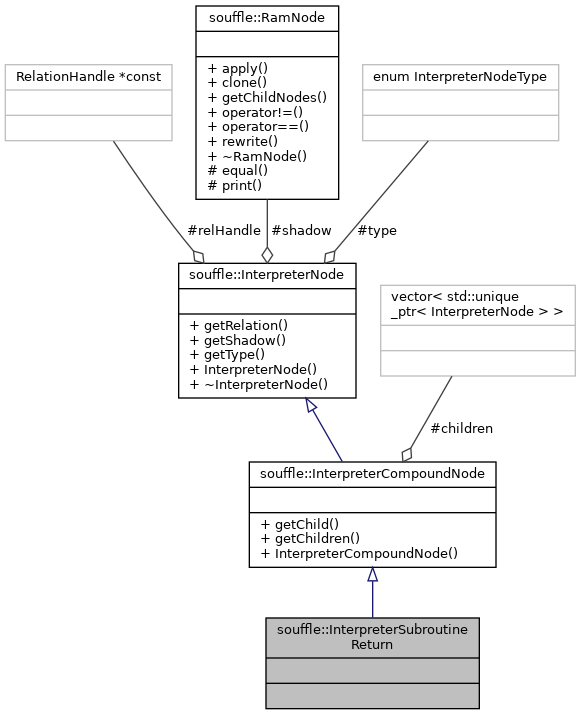 souffle::RamNode
+ apply()
+ clone()
+ getChildNodes()
+ operator!=()
+ operator==()
+ rewrite()
+ ~RamNode()
# equal()
# print()
RelationHandle *const
enum InterpreterNodeType
#relHandle
#shadow
#type
souffle::InterpreterNode
+ getRelation()
+ getShadow()
+ getType()
+ InterpreterNode()
+ ~InterpreterNode()
vector< std::unique
_ptr< InterpreterNode > >
#children
souffle::InterpreterCompoundNode
+ getChild()
+ getChildren()
+ InterpreterCompoundNode()
souffle::InterpreterSubroutine
Return